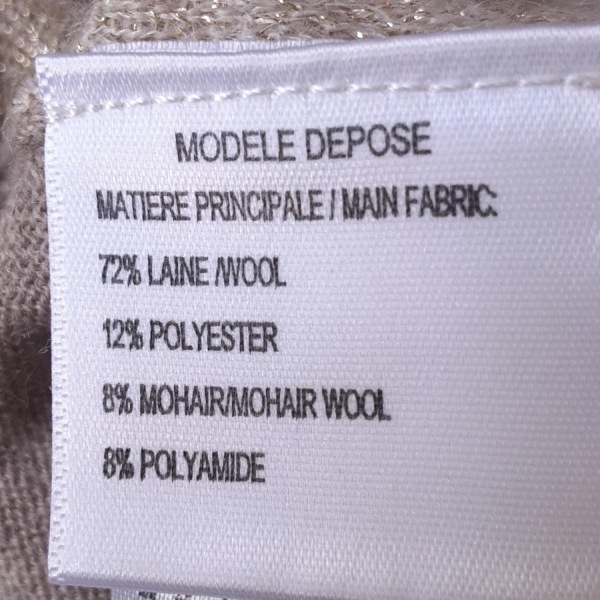 MODELE DEPOSE
MATIERE PRINCIPALE / MAIN FABRIC:
72% LAINE /WOOL
12% POLYESTER
8% MOHAIR/MOHAIR WOOL
8% POLYAMIDE